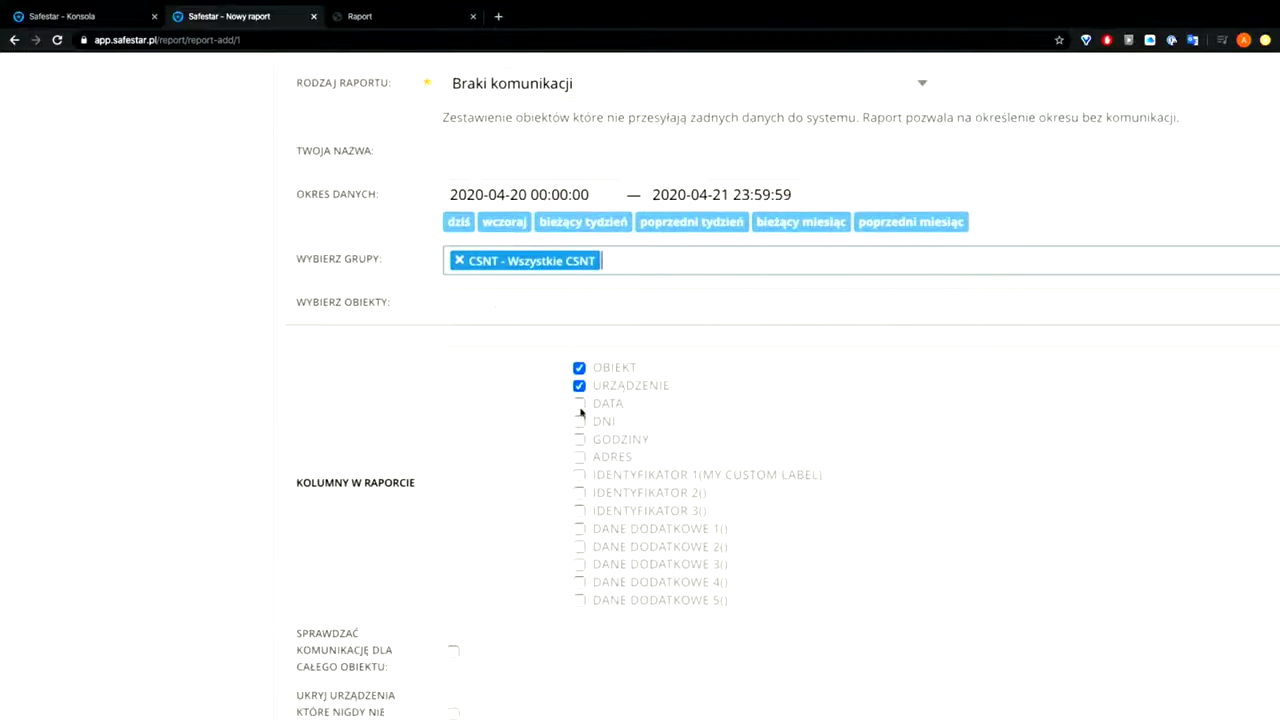 Safestar - Konsola
Safestar - Nowy raport
Raport
app.safestar.pl/report/report-add/1
A
RODZAJ RAPORTU:
Braki komunikacji
Zestawienie obiektów które nie przesyłają żadnych danych do systemu. Raport pozwala na określenie okresu bez komunikacji.
TWOJA NAZWA:
OKRES DANYCH:
2020-04-20 00:00:00 — 2020-04-21 23:59:59
dziś wczoraj bieżący tydzień poprzedni tydzień bieżący miesiąc poprzedni miesiąc
WYBIERZ GRUPY:
CSNT - Wszystkie CSNT
WYBIERZ OBIEKTY:
OBIEKT
URZĄDZENIE
DATA
DNI
GODZINY
ADRES
IDENTYFIKATOR 1(MY CUSTOM LABEL)
KOLUMNY W RAPORCIE
IDENTYFIKATOR 2()
IDENTYFIKATOR 3()
DANE DODATKOWE 1()
DANE DODATKOWE 2()
DANE DODATKOWE 3()
DANE DODATKOWE 4()
DANE DODATKOWE 5()
SPRAWDZAĆ
KOMUNIKACJĘ DLA
CAŁEGO OBIEKTU:
UKRYJ URZĄDZENIA
KTÓRE NIGDY NIE